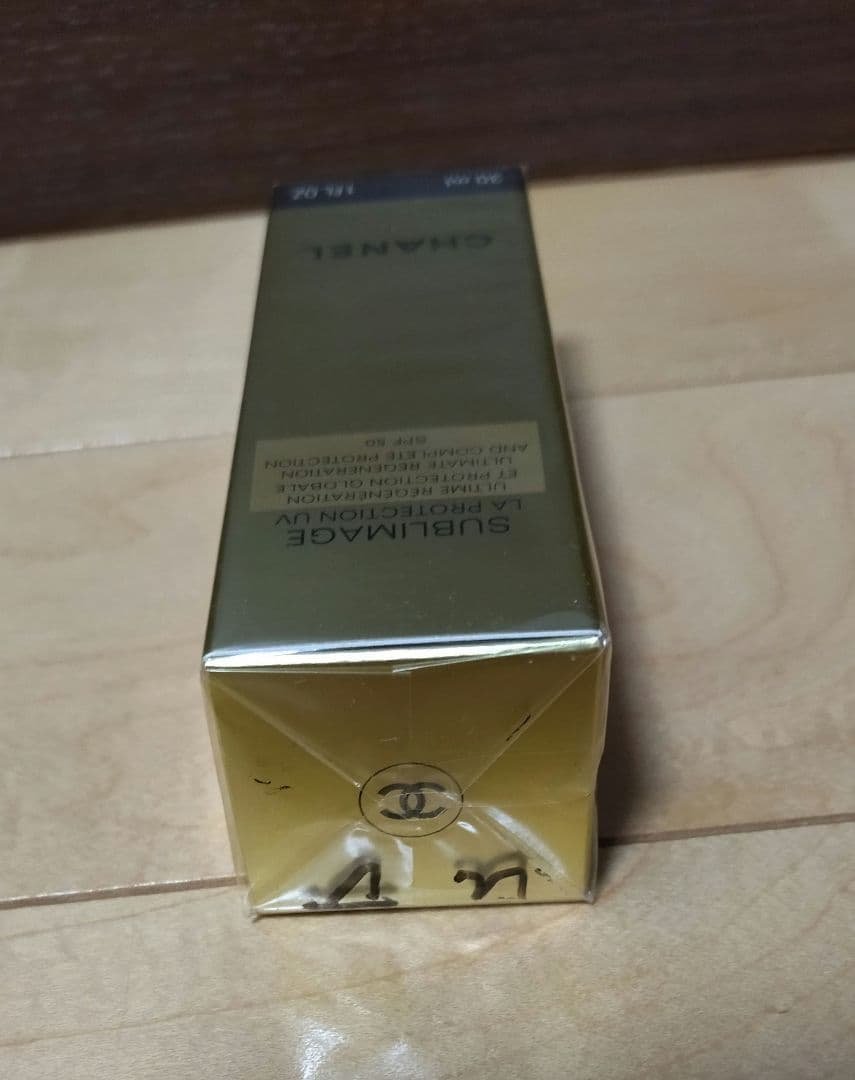 SUBLIMAGE
LA PROTECTION UV
ULTIME RÉGÉNÉRATION
ET PROTECTION GLOBALE
ULTIMATE REGENERATION
AND COMPLETE PROTECTION
SPF 50
CHANEL
30 ml 1 FL. OZ.